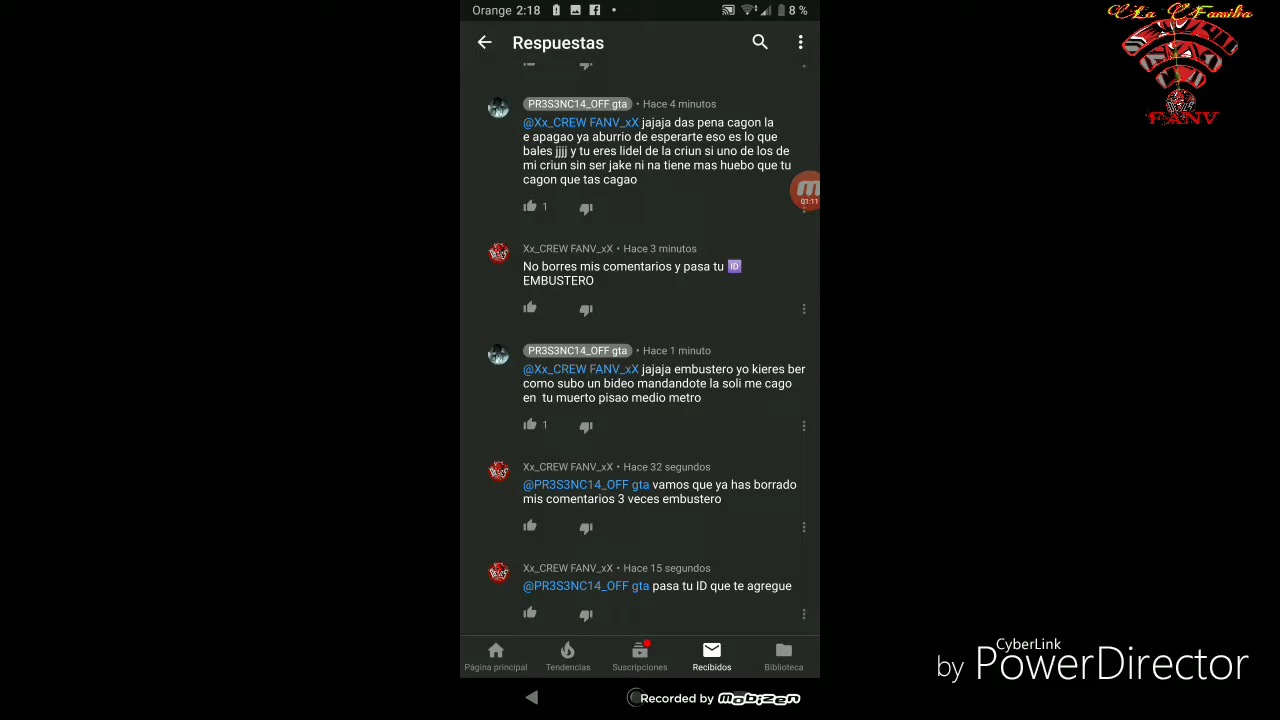 Orange 2:18
8 %
La Familia
Respuestas
FANV
PR3S3NC14_OFF gta • Hace 4 minutos
@Xx_CREW FANV_xX jajaja das pena cagon la
e apagao ya aburrio de esperarte eso es lo que
bales jjjj y tu eres lidel de la criun si uno de los de
mi criun sin ser jake ni na tiene mas huebo que tu
cagon que tas cagao
01:11
1
Xx_CREW FANV_xX • Hace 3 minutos
No borres mis comentarios y pasa tu 🆔
EMBUSTERO
PR3S3NC14_OFF gta • Hace 1 minuto
@Xx_CREW FANV_xX jajaja embustero yo kieres ber
como subo un bideo mandandote la soli me cago
en tu muerto pisao medio metro
1
Xx_CREW FANV_xX • Hace 32 segundos
@PR3S3NC14_OFF gta vamos que ya has borrado
mis comentarios 3 veces embustero
Xx_CREW FANV_xX • Hace 15 segundos
@PR3S3NC14_OFF gta pasa tu ID que te agregue
Página principal
Tendencias
Suscripciones
Recibidos
Biblioteca
CyberLink
by PowerDirector
Recorded by mobizen